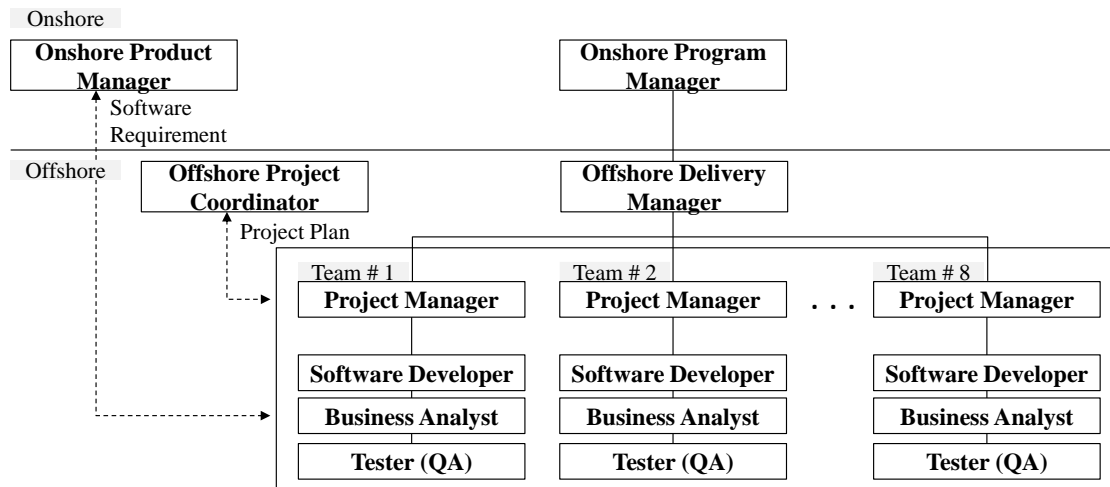 Onshore
Onshore Product
Manager
Onshore Program
Manager
Software
Requirement
Offshore
Offshore Project
Coordinator
Offshore Delivery
Manager
Project Plan
Team # 1
Team # 2
Team # 8
Project Manager
Project Manager
. . .
Project Manager
Software Developer
Software Developer
Software Developer
Business Analyst
Business Analyst
Business Analyst
Tester (QA)
Tester (QA)
Tester (QA)